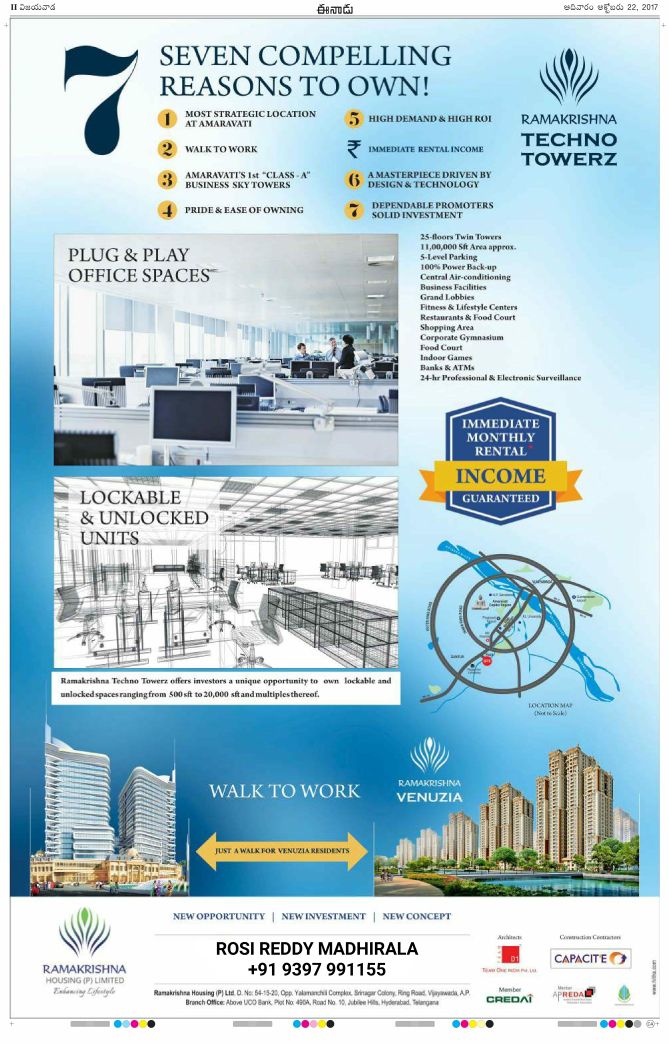 II విజయవాడ
ఈనాడు
ఆదివారం అక్టోబరు 22, 2017
7
SEVEN COMPELLING
REASONS TO OWN!
1 MOST STRATEGIC LOCATION
AT AMARAVATI
2 WALK TO WORK
3 AMARAVATI'S 1st "CLASS - A"
BUSINESS SKY TOWERS
4 PRIDE & EASE OF OWNING
5 HIGH DEMAND & HIGH ROI
₹ IMMEDIATE RENTAL INCOME
6 A MASTERPIECE DRIVEN BY
DESIGN & TECHNOLOGY
7 DEPENDABLE PROMOTERS
SOLID INVESTMENT
RAMAKRISHNA
TECHNO
TOWERZ
PLUG & PLAY
OFFICE SPACES
25-floors Twin Towers
11,00,000 Sft Area approx.
5-Level Parking
100% Power Back-up
Central Air-conditioning
Business Facilities
Grand Lobbies
Fitness & Lifestyle Centers
Restaurants & Food Court
Shopping Area
Corporate Gymnasium
Food Court
Indoor Games
Banks & ATMs
24-hr Professional & Electronic Surveillance
IMMEDIATE
MONTHLY
RENTAL*
INCOME
GUARANTEED
LOCKABLE
& UNLOCKED
UNITS
Ramakrishna Techno Towerz offers investors a unique opportunity to own lockable and
unlocked spaces ranging from 500 sft to 20,000 sft and multiples thereof.
LOCATION MAP
(Not to Scale)
WALK TO WORK
RAMAKRISHNA
VENUZIA
JUST A WALK FOR VENUZIA RESIDENTS
NEW OPPORTUNITY | NEW INVESTMENT | NEW CONCEPT
ROSI REDDY MADHIRALA
+91 9397 991155
RAMAKRISHNA
HOUSING (P) LIMITED
Enhancing Lifestyle
Ramakrishna Housing (P) Ltd. D. No: 54-15-20, Opp. Yalamanchili Complex, Srinagar Colony, Ring Road, Vijayawada, A.P.
Branch Office: Above UCO Bank, Plot No. 490A, Road No. 10, Jubilee Hills, Hyderabad, Telangana
Architects
TEAM 01
TEAM ONE INDIA Pvt. Ltd.
Construction Contractors
CAPACIT'E
Member
CREDAI
Member
APREDA